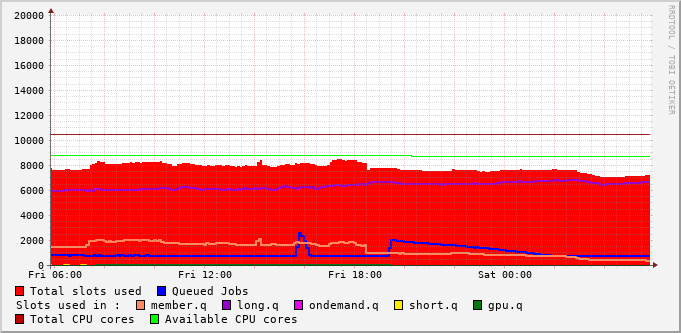 20000
18000
16000
14000
12000
10000
8000
6000
4000
2000
0
Fri 06:00 Fri 12:00 Fri 18:00 Sat 00:00
Total slots used Queued Jobs
Slots used in : member.q long.q ondemand.q short.q gpu.q
Total CPU cores Available CPU cores
RRDTOOL / TOBI OETIKER